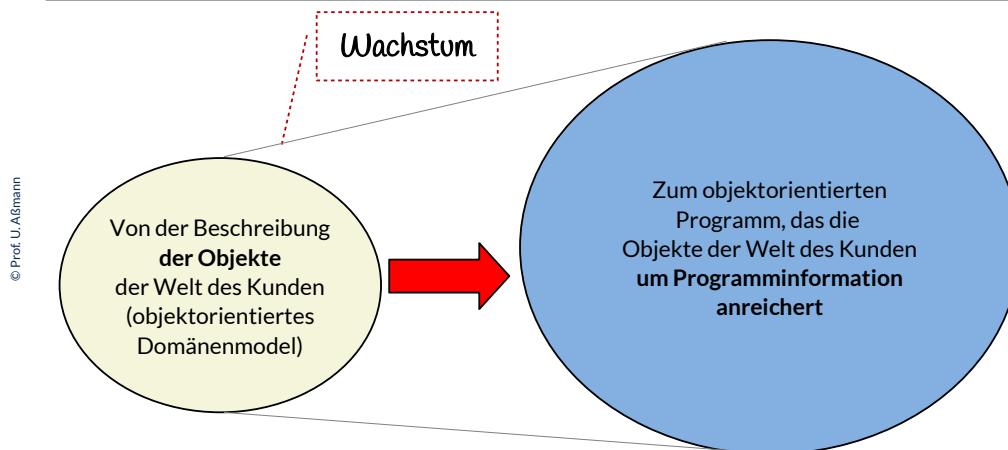 Wachstum
Von der Beschreibung
der Objekte
der Welt des Kunden
(objektorientiertes
Domänenmodel)
Zum objektorientierten
Programm, das die
Objekte der Welt des Kunden
um Programminformation
anreichert
© Prof. U. Aßmann